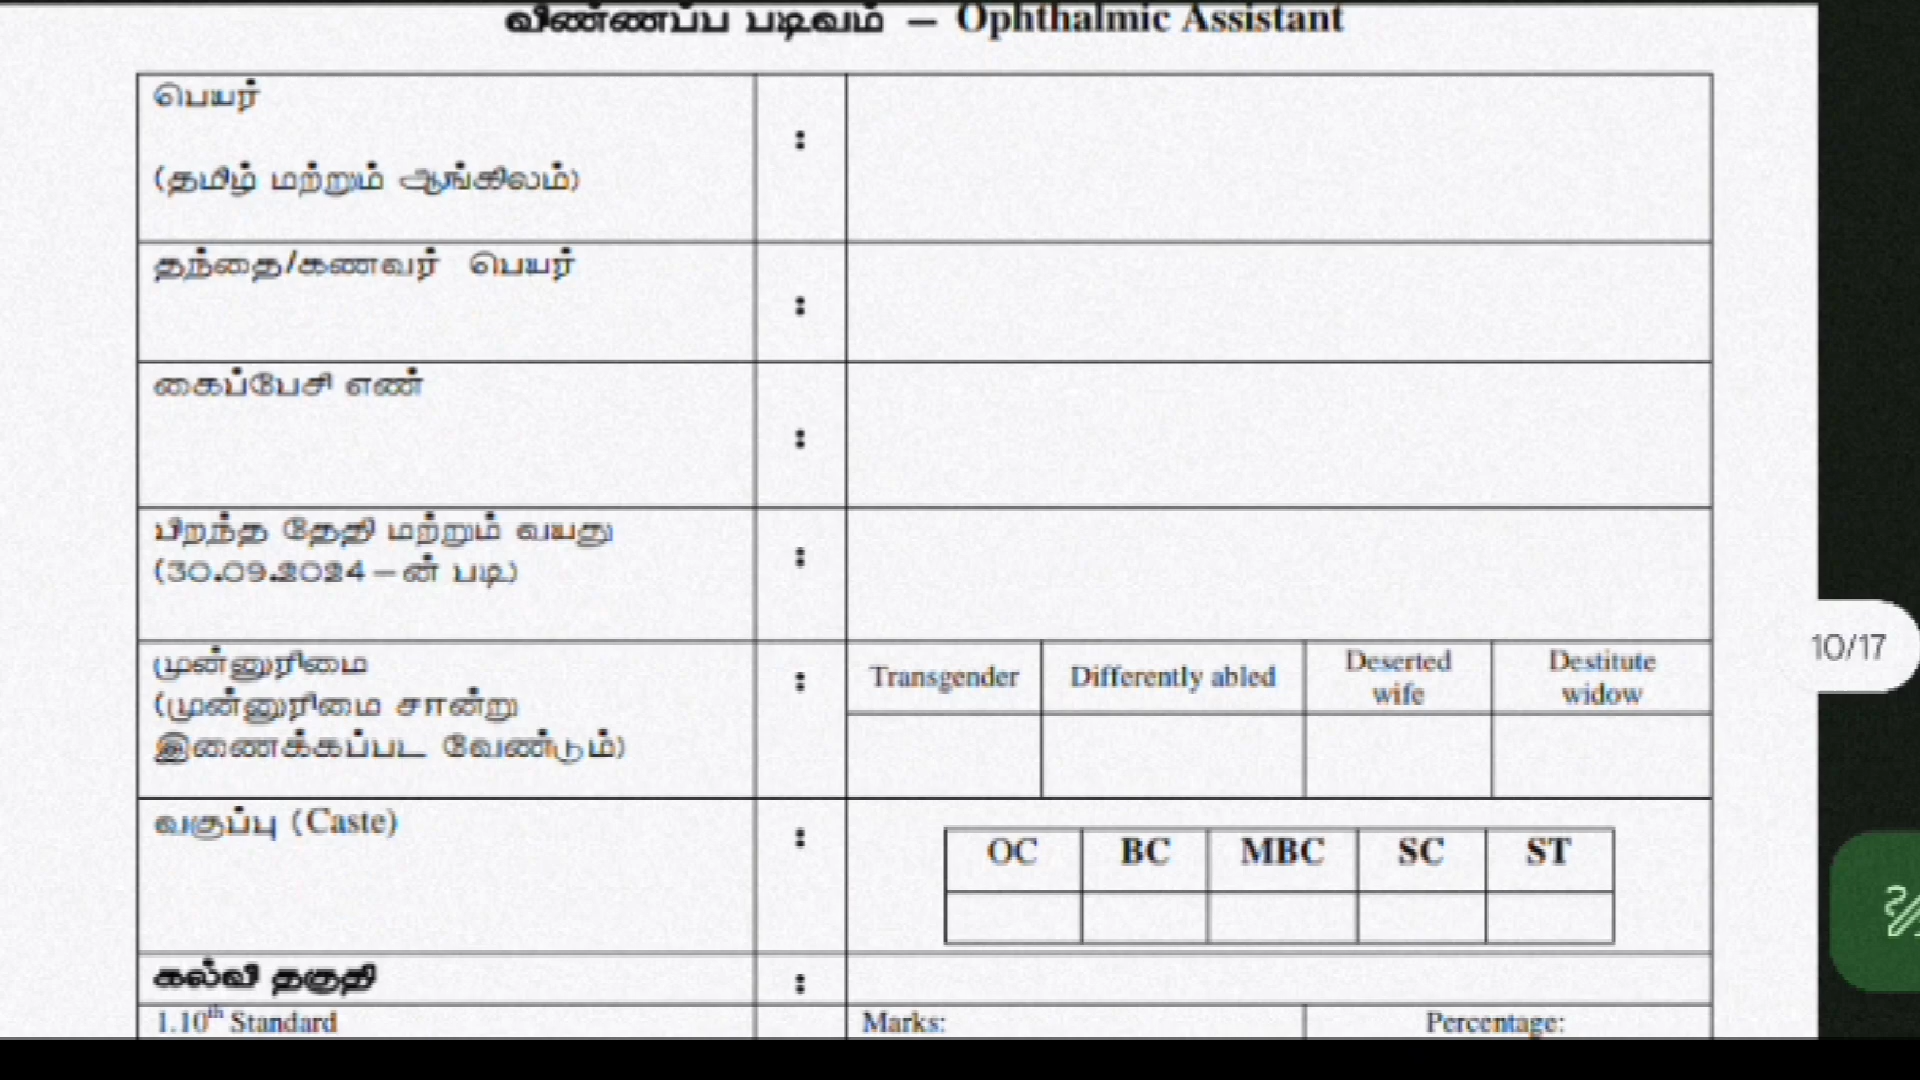 விண்ணப்ப படிவம் – Ophthalmic Assistant
பெயர்
(தமிழ் மற்றும் ஆங்கிலம்)
:
தந்தை/கணவர் பெயர்
:
கைப்பேசி எண்
:
பிறந்த தேதி மற்றும் வயது
(30.09.2024–ன் படி)
:
முன்னுரிமை
(முன்னுரிமை சான்று
இணைக்கப்பட வேண்டும்)
:
Transgender
Differently abled
Deserted
wife
Destitute
widow
வகுப்பு (Caste)
:
OC BC MBC SC ST
கல்வி தகுதி
:
1.10th Standard
Marks:
Percentage:
10/17